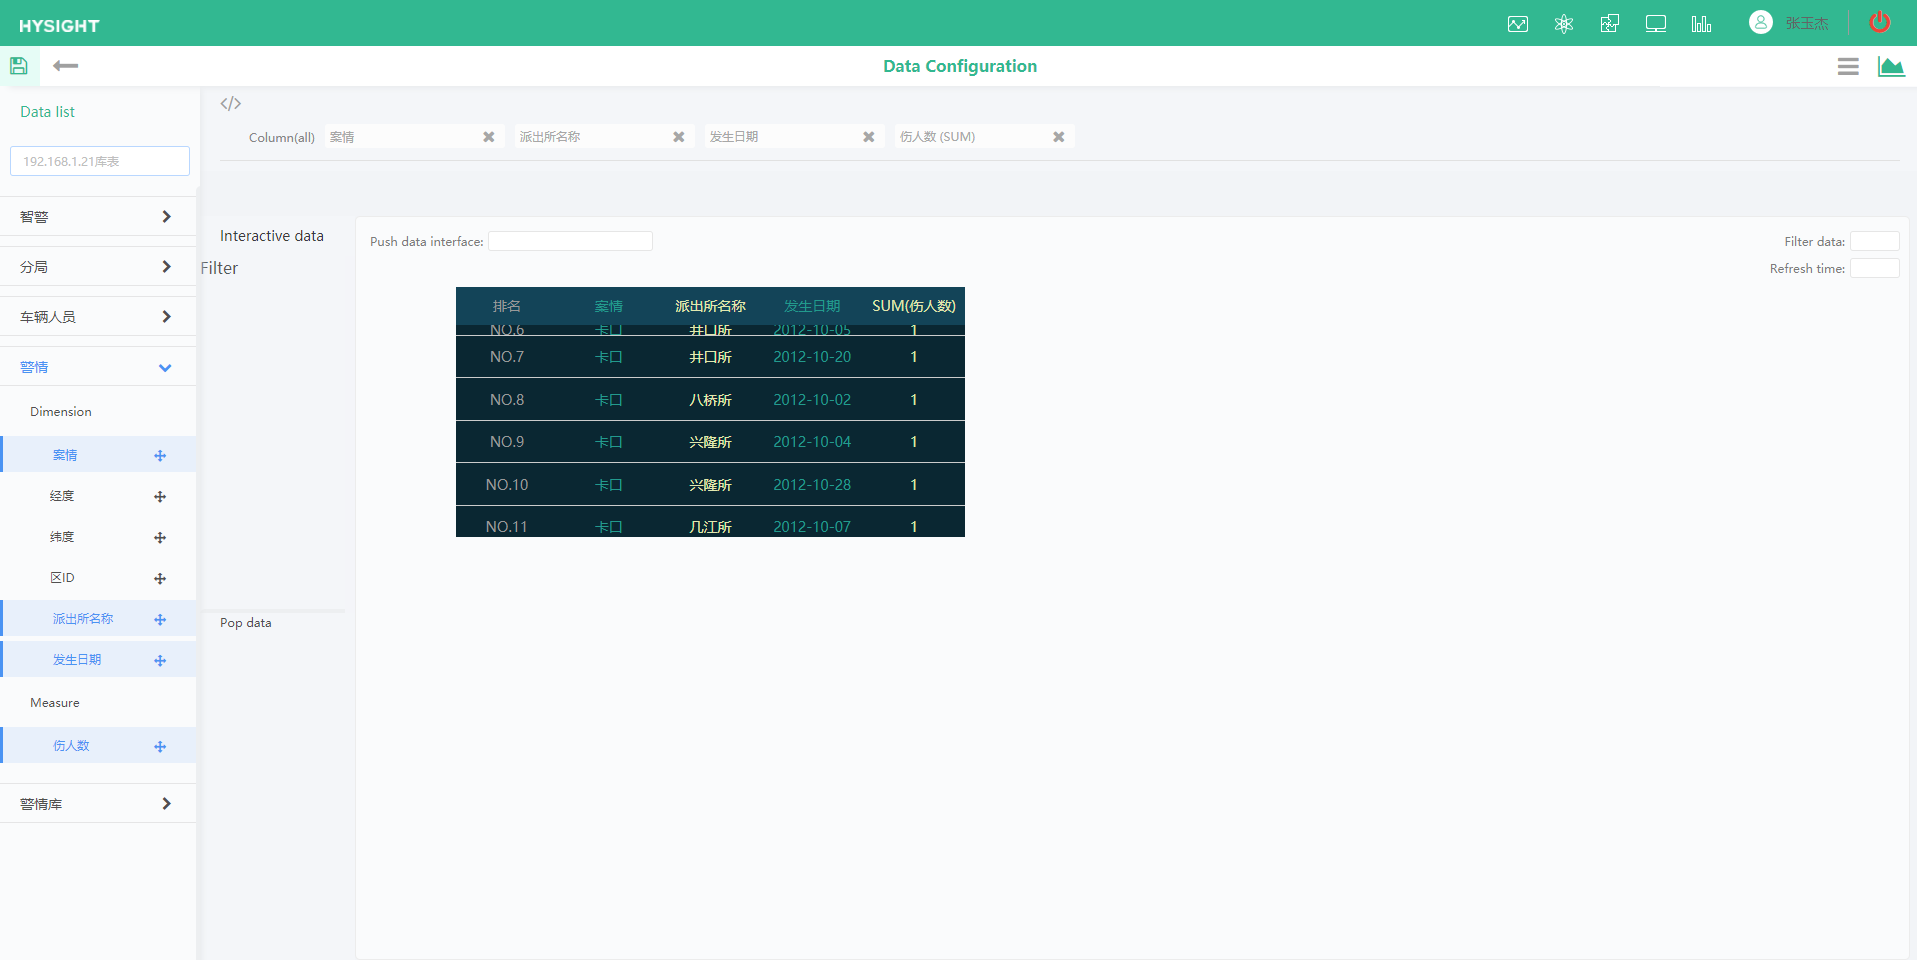 HYSIGHT
张玉杰
Data Configuration
Data list
192.168.1.21库表
智警
分局
车辆人员
警情
Dimension
案情
经度
纬度
区ID
派出所名称
发生日期
Measure
伤人数
警情库
</>
Column(all) 案情 派出所名称 发生日期 伤人数 (SUM)
Interactive data
Filter
Pop data
Push data interface:
Filter data:
Refresh time:
排名 案情 派出所名称 发生日期 SUM(伤人数)
NO.6 卡口 井口所 2012-10-05 1
NO.7 卡口 井口所 2012-10-20 1
NO.8 卡口 八桥所 2012-10-02 1
NO.9 卡口 兴隆所 2012-10-04 1
NO.10 卡口 兴隆所 2012-10-28 1
NO.11 卡口 几江所 2012-10-07 1